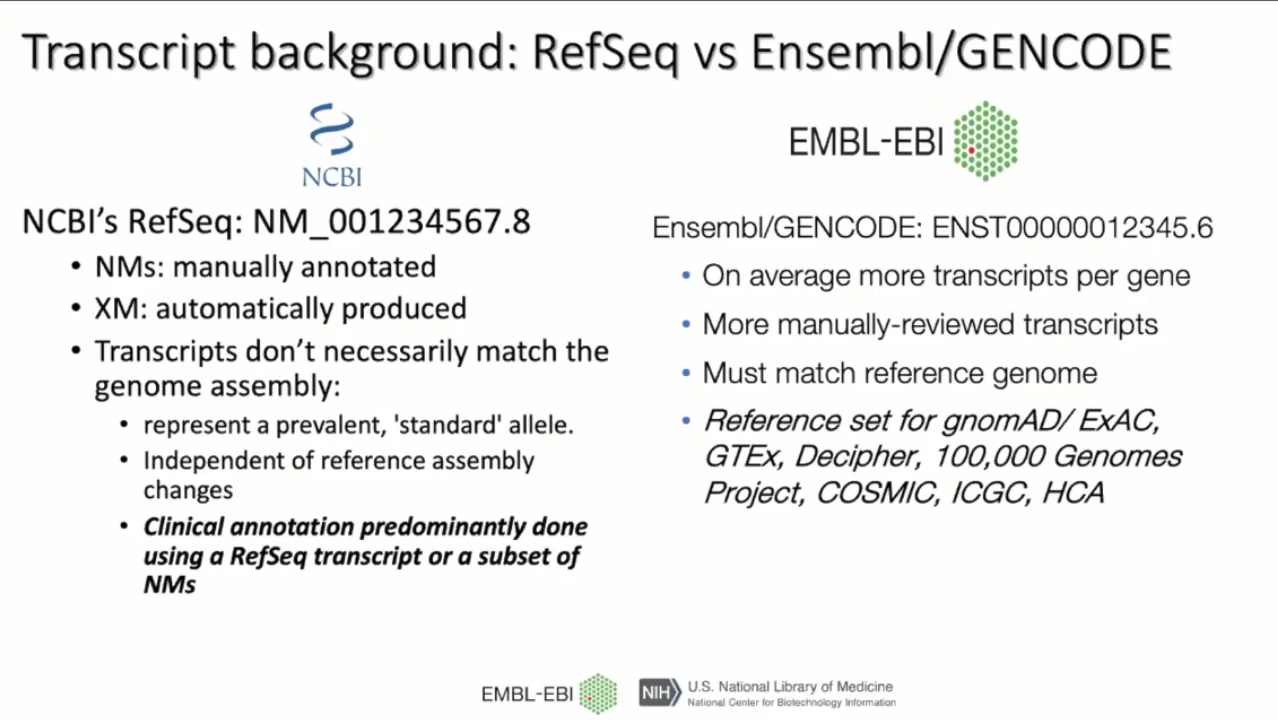 Transcript background: RefSeq vs Ensembl/GENCODE
NCBI
EMBL-EBI
NCBI’s RefSeq: NM_001234567.8
• NMs: manually annotated
• XM: automatically produced
• Transcripts don’t necessarily match the
genome assembly:
• represent a prevalent, 'standard' allele.
• Independent of reference assembly
changes
• Clinical annotation predominantly done
using a RefSeq transcript or a subset of
NMs
Ensembl/GENCODE: ENST00000012345.6
• On average more transcripts per gene
• More manually-reviewed transcripts
• Must match reference genome
• Reference set for gnomAD/ ExAC,
GTEx, Decipher, 100,000 Genomes
Project, COSMIC, ICGC, HCA
EMBL-EBI
NIH
U.S. National Library of Medicine
National Center for Biotechnology Information